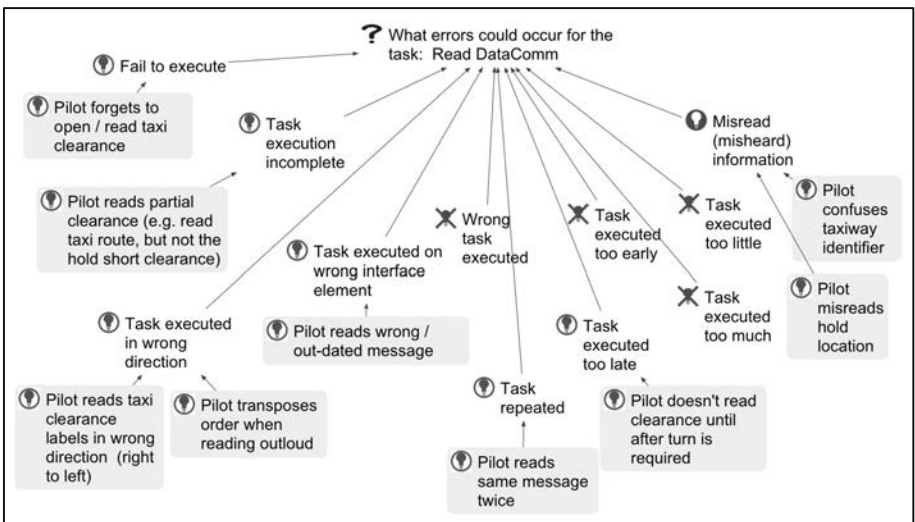 ? What errors could occur for the
task: Read DataComm
Fail to execute
Pilot forgets to
open / read taxi
clearance
Task
execution
incomplete
Misread
(misheard)
information
Pilot reads partial
clearance (e.g. read
taxi route, but not the
hold short clearance)
Pilot
confuses
taxiway
identifier
Wrong
task
executed
Task
executed
too early
Task
executed
too little
Task executed on
wrong interface
element
Pilot
misreads
hold
location
Task
executed
too much
Task executed
in wrong
direction
Pilot reads wrong /
out-dated message
Task
executed
too late
Pilot reads taxi
clearance
labels in wrong
direction (right
to left)
Pilot transposes
order when
reading outloud
Task
repeated
Pilot doesn't read
clearance until
after turn is
required
Pilot reads
same message
twice